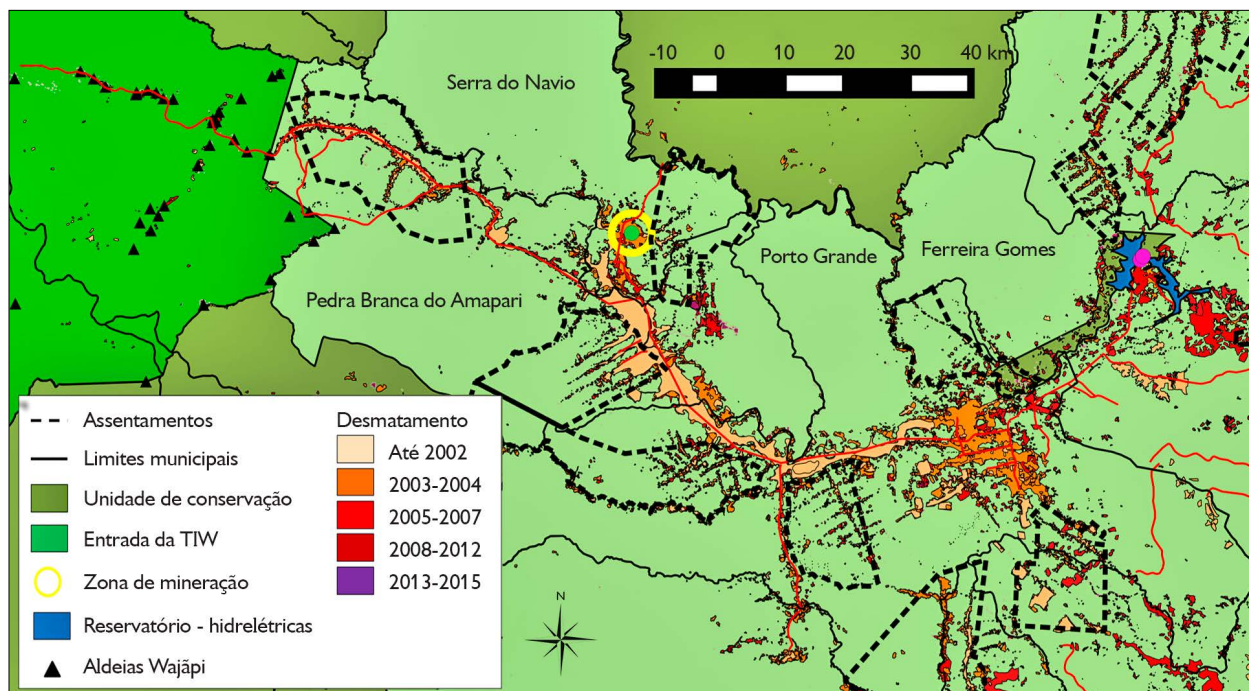 -10 0 10 20 30 40 km
Serra do Navio
Porto Grande
Ferreira Gomes
Pedra Branca do Amapari
Assentamentos
Limites municipais
Unidade de conservação
Entrada da TIW
Zona de mineração
Reservatório - hidrelétricas
Aldeias Wajãpi
Desmatamento
Até 2002
2003-2004
2005-2007
2008-2012
2013-2015
N